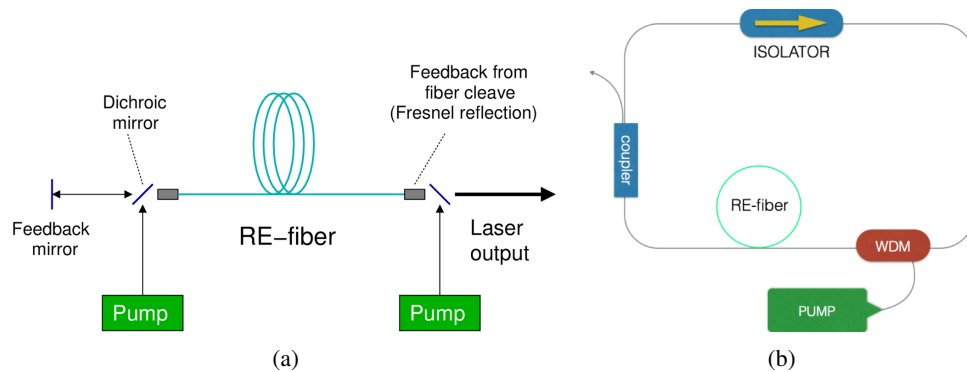 Dichroic
mirror
Feedback from
fiber cleave
(Fresnel reflection)
Feedback
mirror
RE-fiber
Laser
output
Pump
Pump
(a)
ISOLATOR
coupler
RE-fiber
WDM
PUMP
(b)